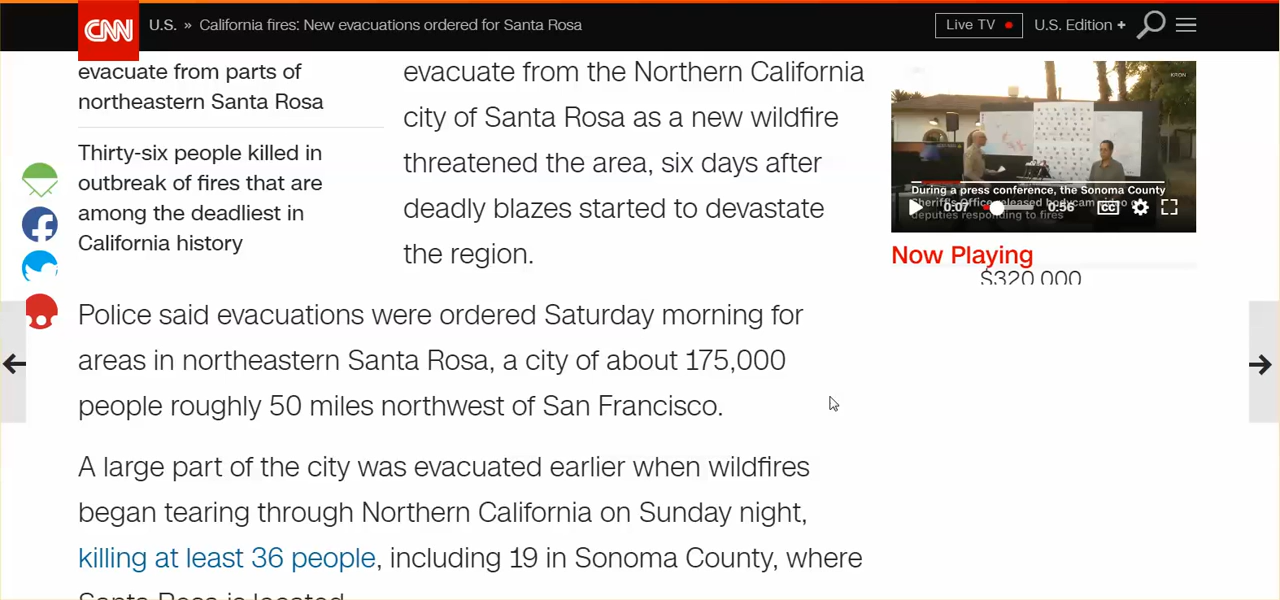 CNN
U.S. » California fires: New evacuations ordered for Santa Rosa
Live TV
U.S. Edition +
evacuate from parts of
northeastern Santa Rosa
Thirty-six people killed in
outbreak of fires that are
among the deadliest in
California history
evacuate from the Northern California
city of Santa Rosa as a new wildfire
threatened the area, six days after
deadly blazes started to devastate
the region.
Police said evacuations were ordered Saturday morning for
areas in northeastern Santa Rosa, a city of about 175,000
people roughly 50 miles northwest of San Francisco.
A large part of the city was evacuated earlier when wildfires
began tearing through Northern California on Sunday night,
killing at least 36 people, including 19 in Sonoma County, where
Santa Rosa is located.
KRON
During a press conference, the Sonoma County
Sheriff's Office released bodycam video
deputies responding to fires
0:07
0:56
CC
Now Playing
$320,000